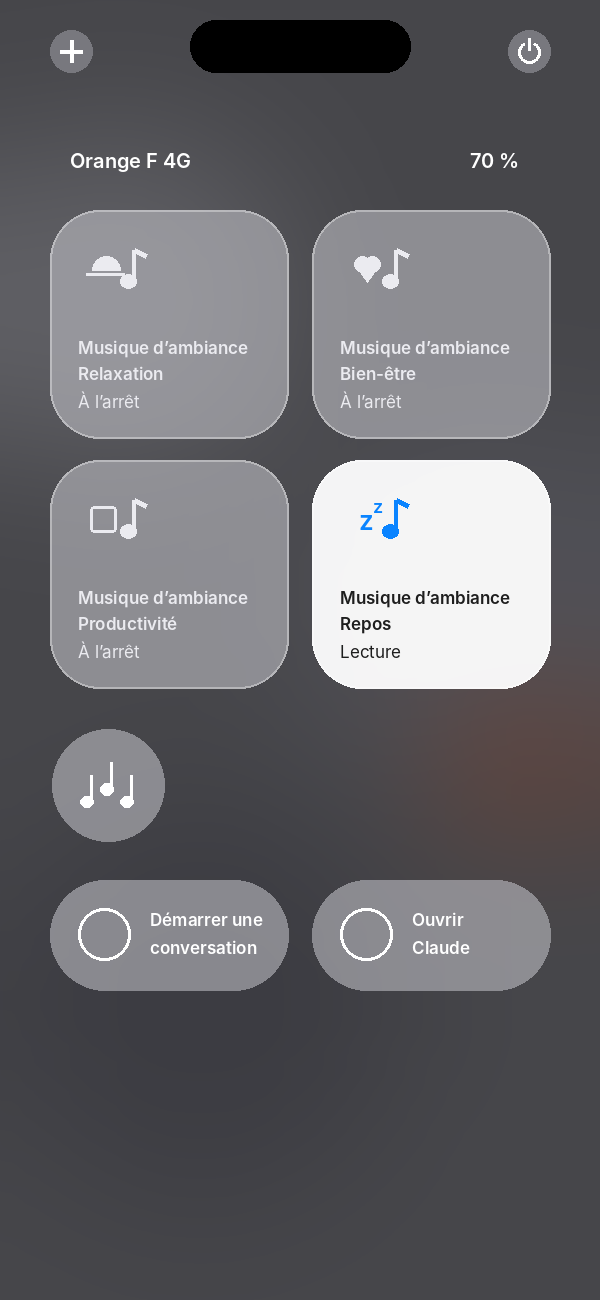 Orange F 4G
70 %
Musique d’ambiance
Relaxation
À l’arrêt
Musique d’ambiance
Bien-être
À l’arrêt
Musique d’ambiance
Productivité
À l’arrêt
zz
Musique d’ambiance
Repos
Lecture
Démarrer une
conversation
Ouvrir
Claude